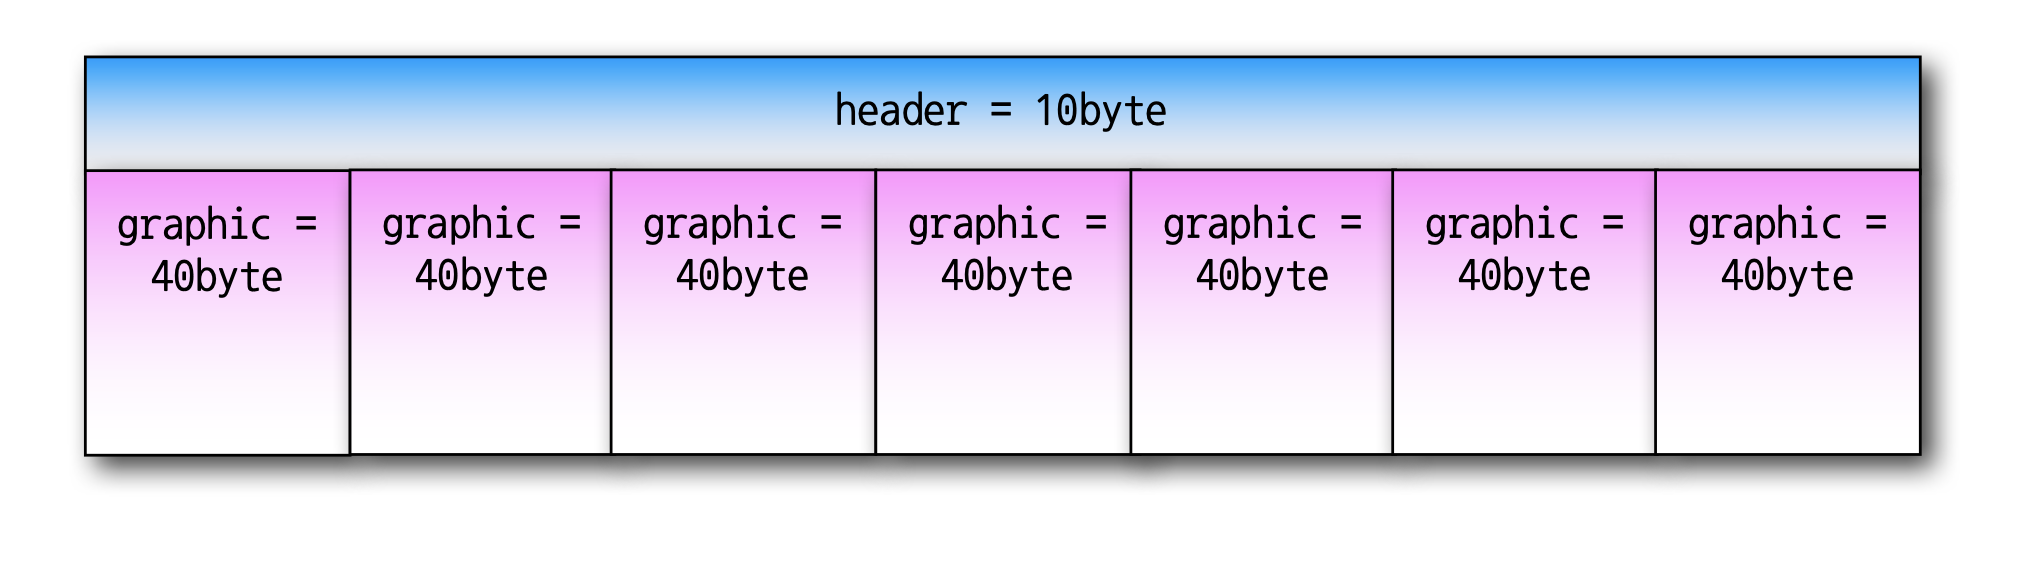 header = 10byte
graphic =
40byte
graphic =
40byte
graphic =
40byte
graphic =
40byte
graphic =
40byte
graphic =
40byte
graphic =
40byte